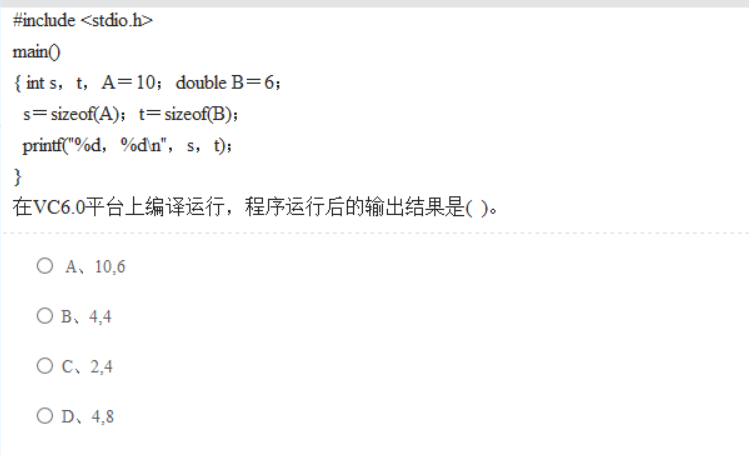 #include <stdio.h>
main()
{ int s，t，A＝10；double B＝6；
s＝sizeof(A)；t＝sizeof(B)；
printf("%d，%d\n"，s，t)；
}
在VC6.0平台上编译运行，程序运行后的输出结果是( )。
A、10,6
B、4,4
C、2,4
D、4,8